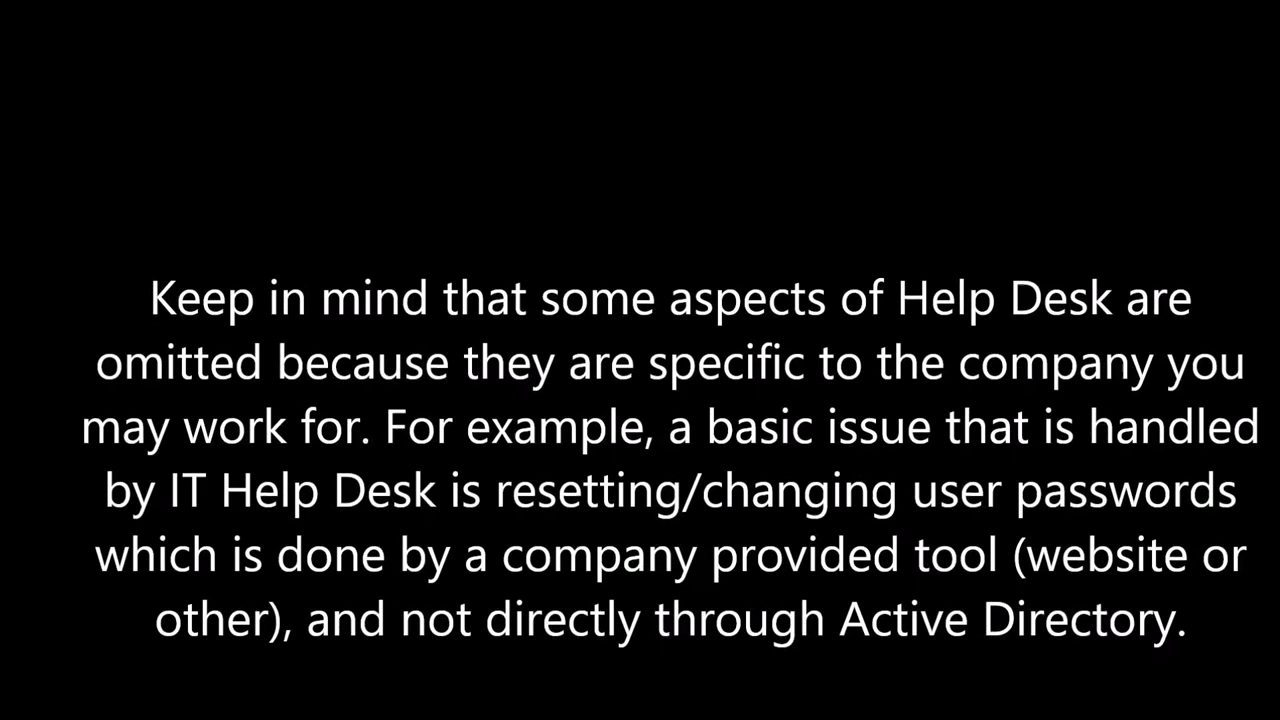 Keep in mind that some aspects of Help Desk are
omitted because they are specific to the company you
may work for. For example, a basic issue that is handled
by IT Help Desk is resetting/changing user passwords
which is done by a company provided tool (website or
other), and not directly through Active Directory.